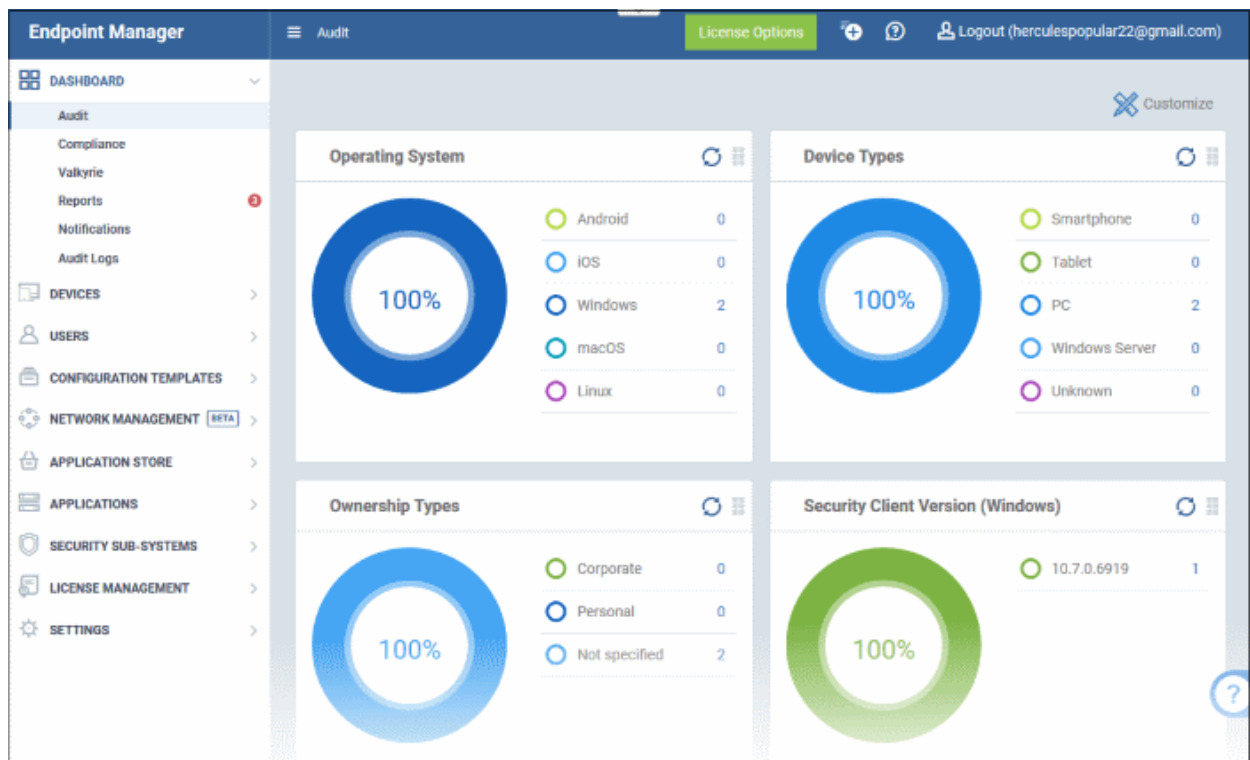 Endpoint Manager
Audit
License Options
Logout (herculespopular22@gmail.com)
DASHBOARD
Audit
Compliance
Valkyrie
Reports 3
Notifications
Audit Logs
DEVICES
USERS
CONFIGURATION TEMPLATES
NETWORK MANAGEMENT BETA
APPLICATION STORE
APPLICATIONS
SECURITY SUB-SYSTEMS
LICENSE MANAGEMENT
SETTINGS
Customize
Operating System
100%
Android 0
iOS 0
Windows 2
macOS 0
Linux 0
Device Types
100%
Smartphone 0
Tablet 0
PC 2
Windows Server 0
Unknown 0
Ownership Types
100%
Corporate 0
Personal 0
Not specified 2
Security Client Version (Windows)
100%
10.7.0.6919 1
?